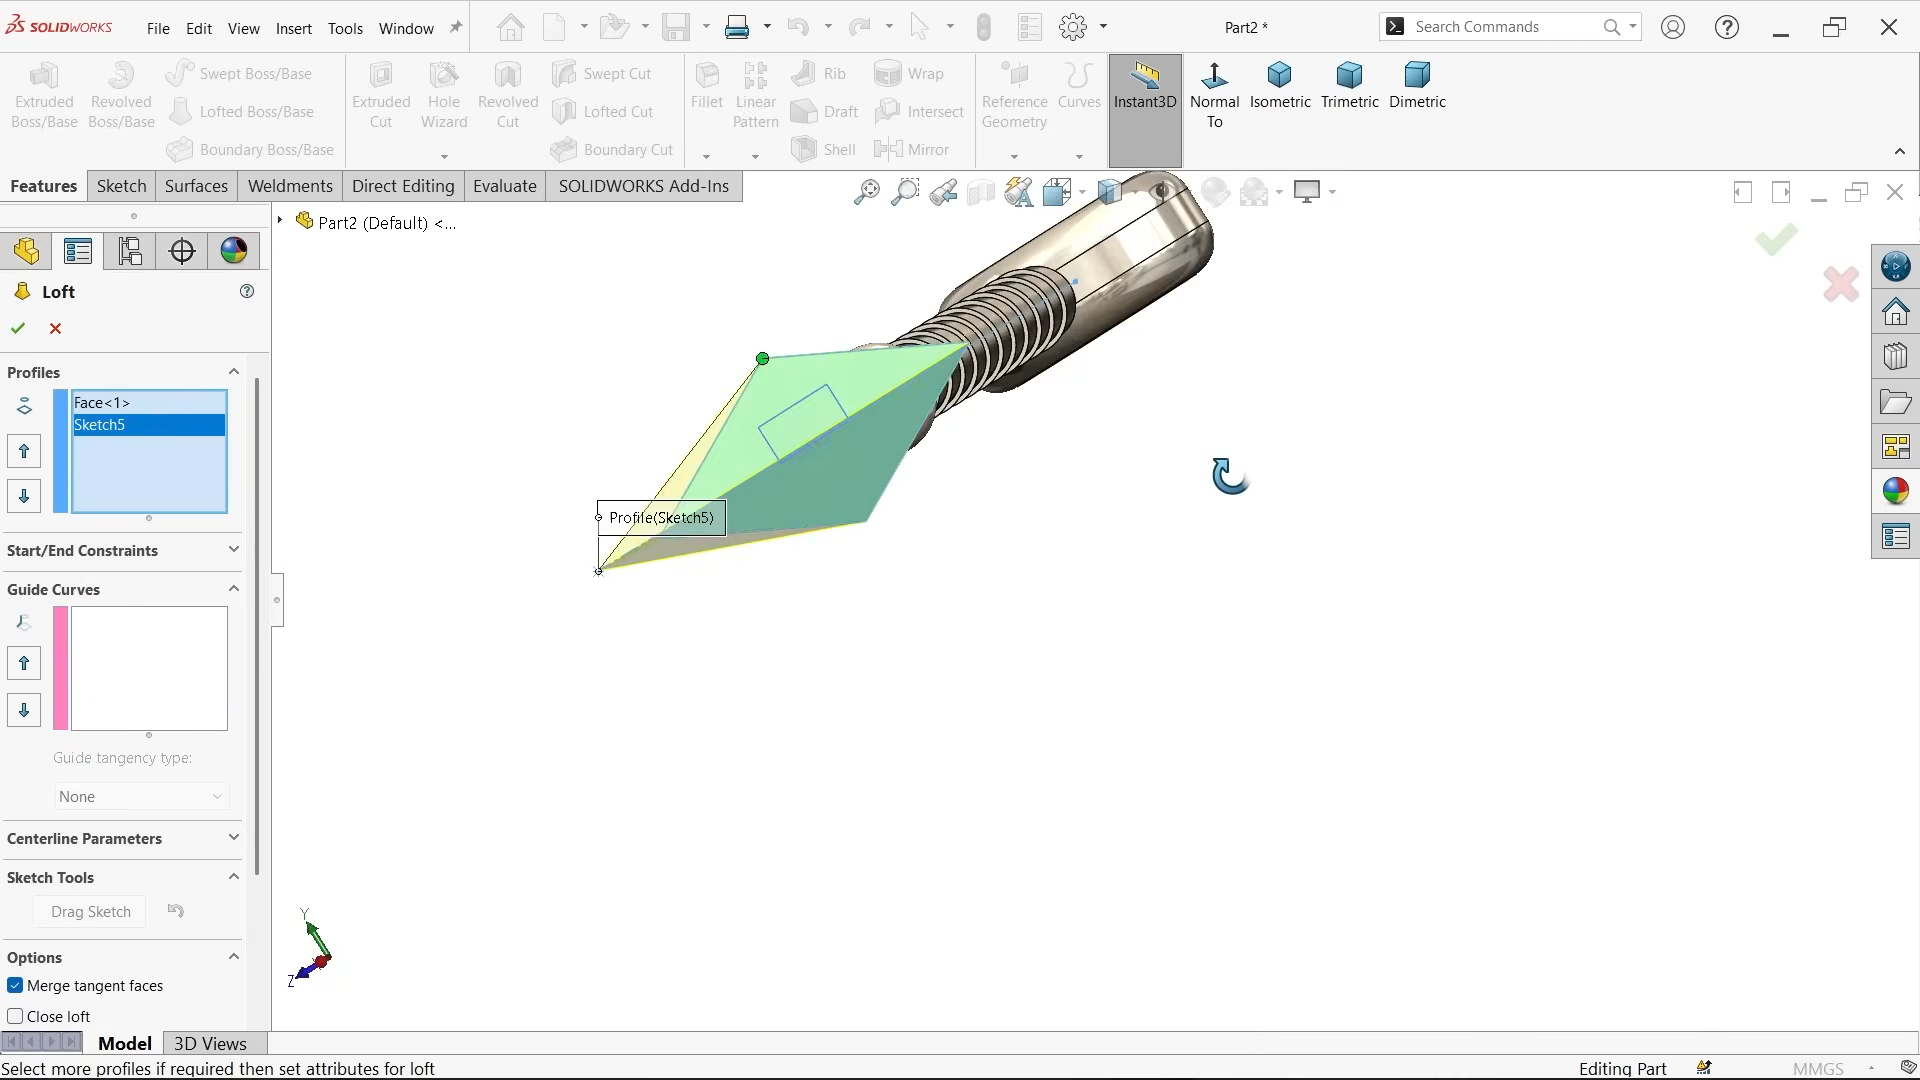 SOLIDWORKS
File Edit View Insert Tools Window
Part2 *
Search Commands
Extruded Boss/Base
Revolved Boss/Base
Swept Boss/Base
Lofted Boss/Base
Boundary Boss/Base
Extruded Cut
Hole Wizard
Revolved Cut
Swept Cut
Lofted Cut
Boundary Cut
Fillet
Linear Pattern
Rib
Draft
Shell
Wrap
Intersect
Mirror
Reference Geometry
Curves
Instant3D
Normal To
Isometric
Trimetric
Dimetric
Features Sketch Surfaces Weldments Direct Editing Evaluate SOLIDWORKS Add-Ins
Part2 (Default) <...
Loft
Profiles
Face<1>
Sketch5
Start/End Constraints
Guide Curves
Guide tangency type:
None
Centerline Parameters
Sketch Tools
Drag Sketch
Options
Merge tangent faces
Close loft
Profile(Sketch5)
Y
Z
Model 3D Views
Select more profiles if required then set attributes for loft
Editing Part
MMGS